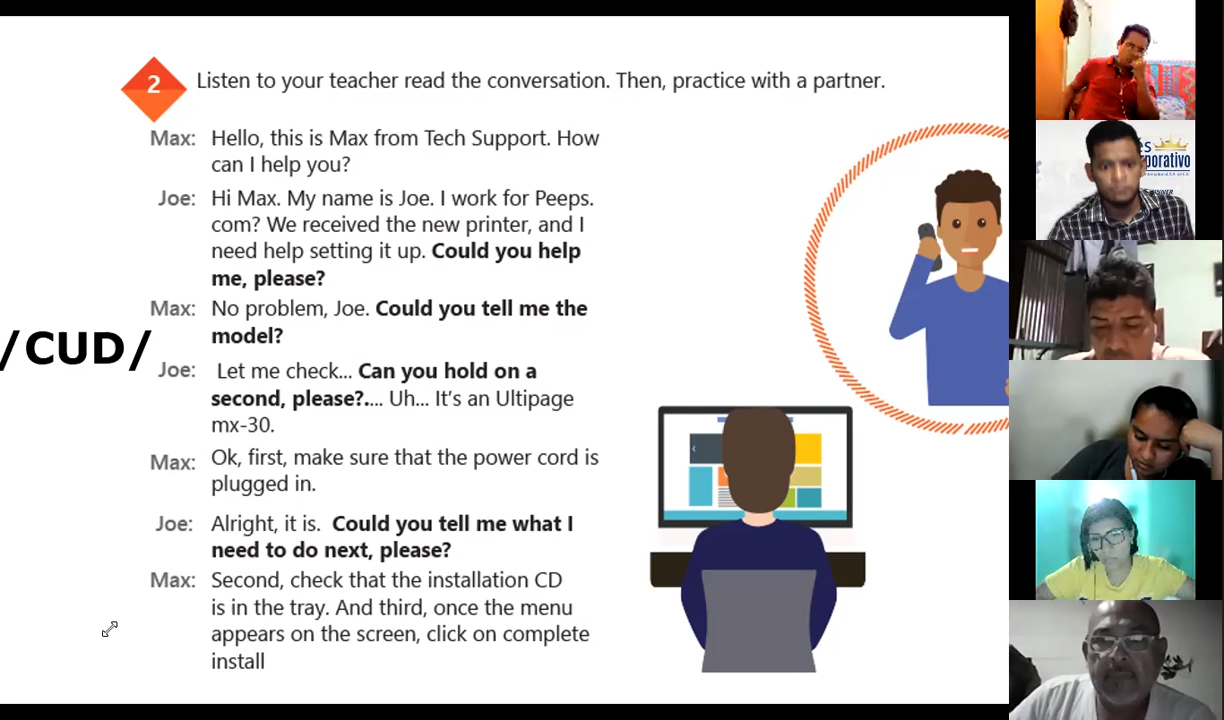 2 Listen to your teacher read the conversation. Then, practice with a partner.
Max: Hello, this is Max from Tech Support. How
can I help you?
Joe: Hi Max. My name is Joe. I work for Peeps.
com? We received the new printer, and I
need help setting it up. Could you help
me, please?
Max: No problem, Joe. Could you tell me the
model?
/CUD/
Joe: Let me check... Can you hold on a
second, please?.... Uh... It's an Ultipage
mx-30.
Max: Ok, first, make sure that the power cord is
plugged in.
Joe: Alright, it is. Could you tell me what I
need to do next, please?
Max: Second, check that the installation CD
is in the tray. And third, once the menu
appears on the screen, click on complete
install
és
porativo